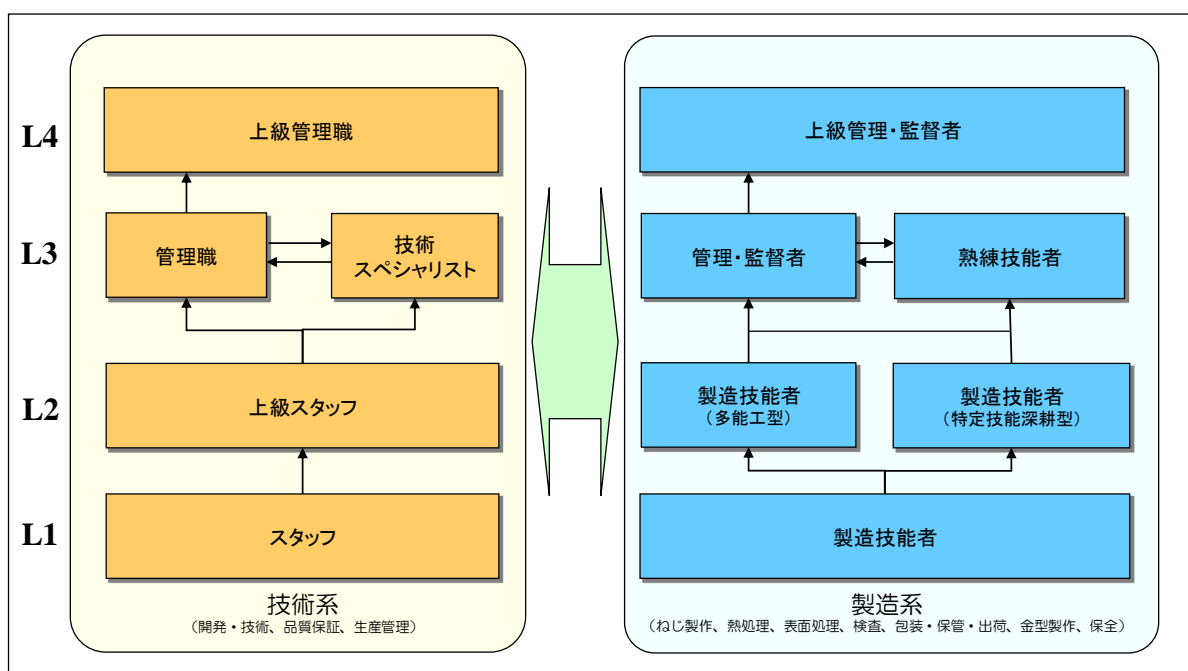 L4
L3
L2
L1
上級管理職
管理職
技術
スペシャリスト
上級スタッフ
スタッフ
技術系
（開発・技術、品質保証、生産管理）
上級管理・監督者
管理・監督者
熟練技能者
製造技能者
（多能工型）
製造技能者
（特定技能深耕型）
製造技能者
製造系
（ねじ製作、熱処理、表面処理、検査、包装・保管・出荷、金型製作、保全）